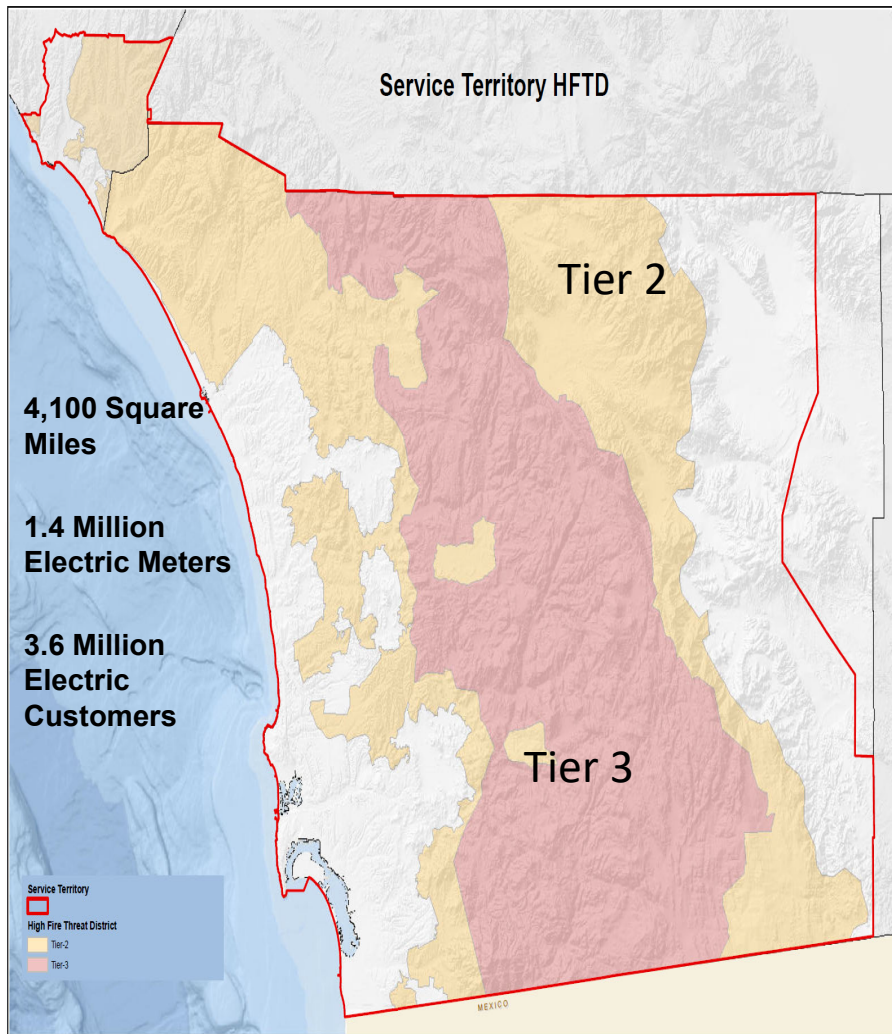 Service Territory HFTD
Tier 2
4,100 Square
Miles
1.4 Million
Electric Meters
3.6 Million
Electric
Customers
Tier 3
Service Territory
High Fire Threat District
Tier-2
Tier-3
MEXICO